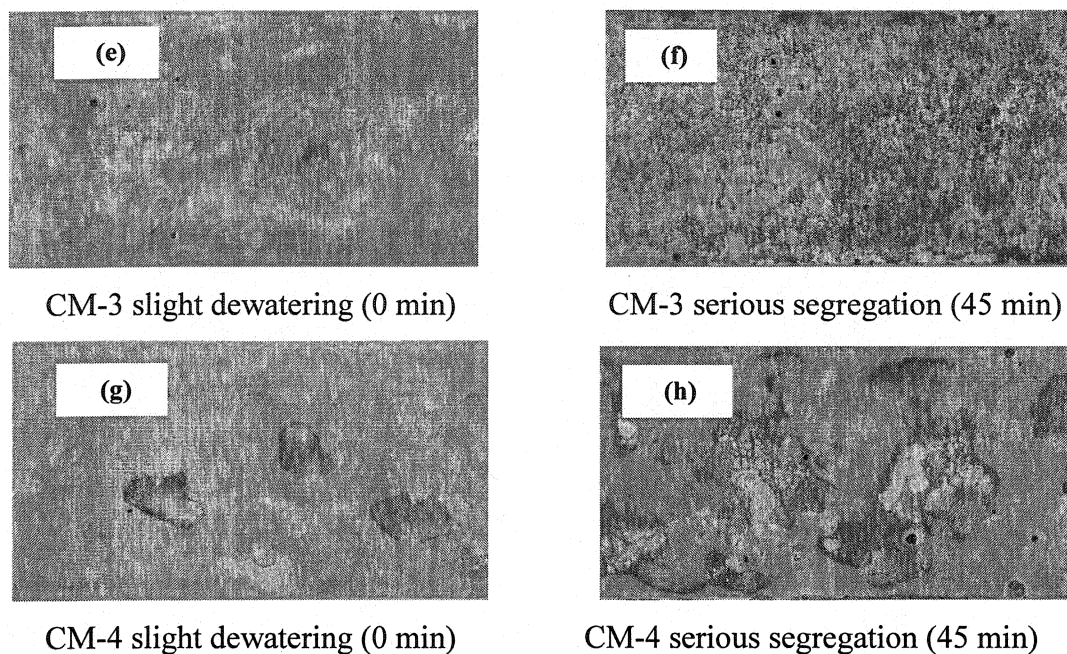 (e) (f)
CM-3 slight dewatering (0 min) CM-3 serious segregation (45 min)
(g) (h)
CM-4 slight dewatering (0 min) CM-4 serious segregation (45 min)